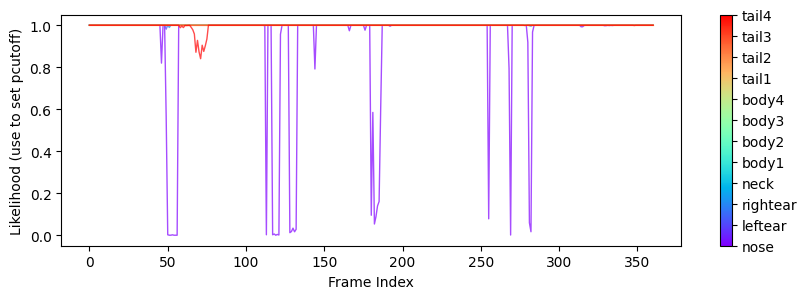 Likelihood (use to set pcutoff)
1.0
0.8
0.6
0.4
0.2
0.0
0
50
100
150
200
250
300
350
Frame Index
tail4
tail3
tail2
tail1
body4
body3
body2
body1
neck
rightear
leftear
nose